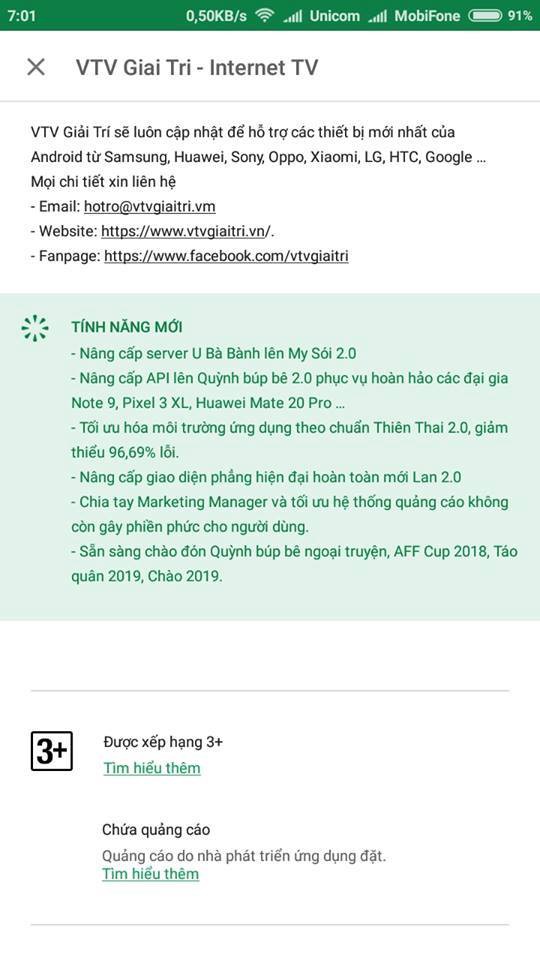 7:01 0,50KB/s Unicom MobiFone 91%
VTV Giai Tri - Internet TV
VTV Giải Trí sẽ luôn cập nhật để hỗ trợ các thiết bị mới nhất của
Android từ Samsung, Huawei, Sony, Oppo, Xiaomi, LG, HTC, Google ...
Mọi chi tiết xin liên hệ
- Email: hotro@vtvgiaitri.vm
- Website: https://www.vtvgiaitri.vn/.
- Fanpage: https://www.facebook.com/vtvgiaitri
TÍNH NĂNG MỚI
- Nâng cấp server U Bà Bành lên My Sói 2.0
- Nâng cấp API lên Quỳnh búp bê 2.0 phục vụ hoàn hảo các đại gia
Note 9, Pixel 3 XL, Huawei Mate 20 Pro ...
- Tối ưu hóa môi trường ứng dụng theo chuẩn Thiên Thai 2.0, giảm
thiểu 96,69% lỗi.
- Nâng cấp giao diện phẳng hiện đại hoàn toàn mới Lan 2.0
- Chia tay Marketing Manager và tối ưu hệ thống quảng cáo không
còn gây phiền phức cho người dùng.
- Sẵn sàng chào đón Quỳnh búp bê ngoại truyện, AFF Cup 2018, Táo
quân 2019, Chào 2019.
3+ Được xếp hạng 3+
Tìm hiểu thêm
Chứa quảng cáo
Quảng cáo do nhà phát triển ứng dụng đặt.
Tìm hiểu thêm